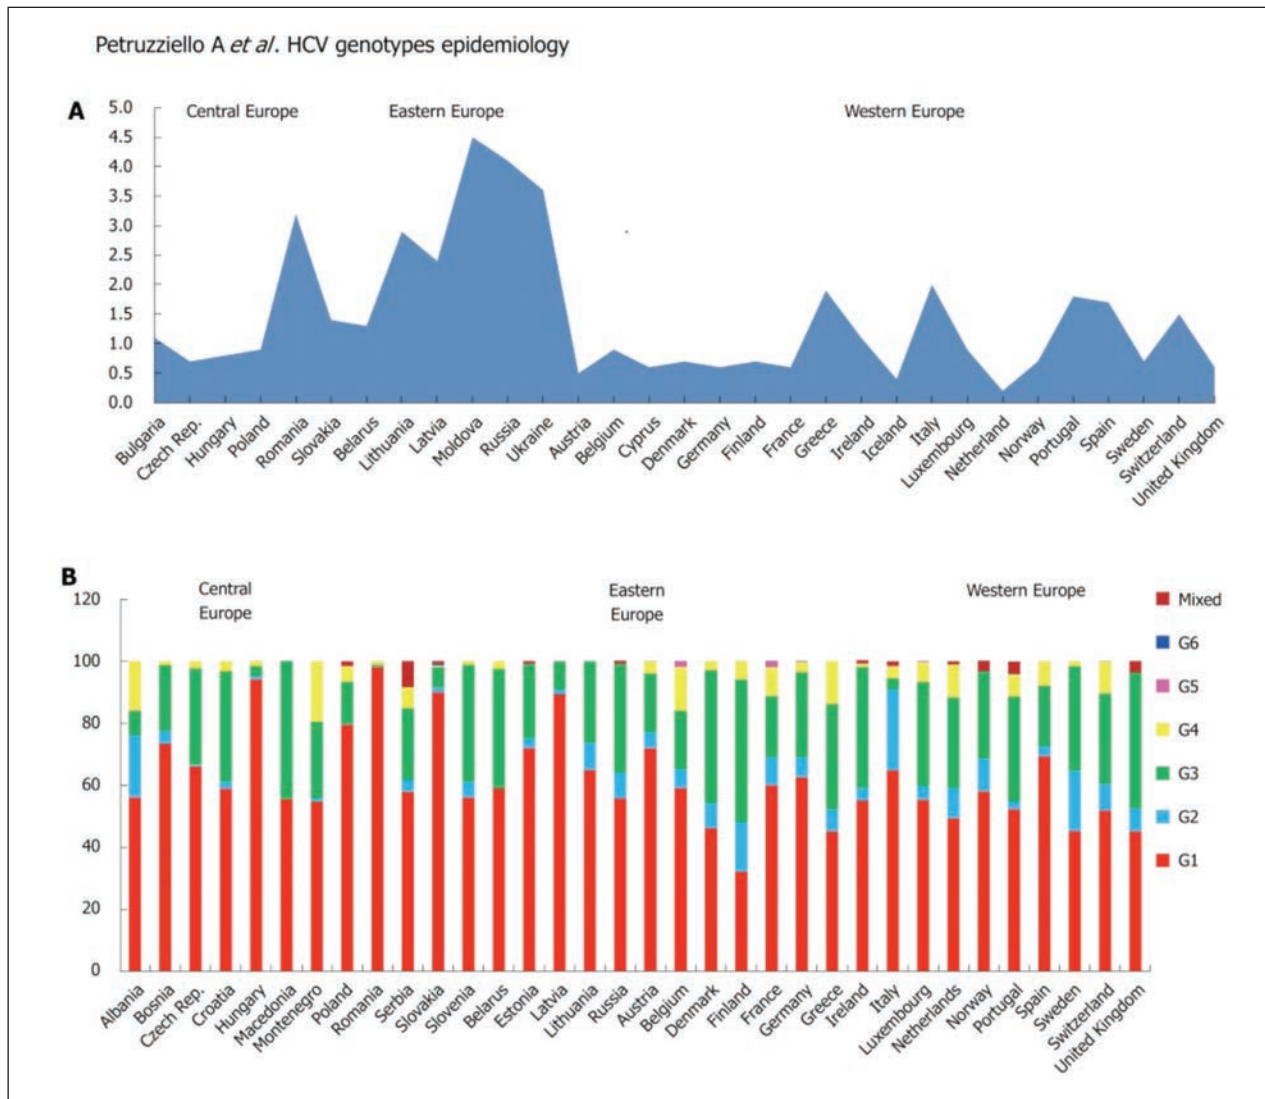 Petruzziello A et al. HCV genotypes epidemiology
A
Central Europe
Eastern Europe
Western Europe
5.0
4.5
4.0
3.5
3.0
2.5
2.0
1.5
1.0
0.5
0.0
Bulgaria
Czech Rep.
Hungary
Poland
Romania
Slovakia
Belarus
Lithuania
Latvia
Moldova
Russia
Ukraine
Austria
Belgium
Cyprus
Denmark
Germany
Finland
France
Greece
Ireland
Iceland
Italy
Luxembourg
Netherland
Norway
Portugal
Spain
Sweden
Switzerland
United Kingdom
B
Central
Europe
Eastern
Europe
Western Europe
120
100
80
60
40
20
0
Mixed
G6
G5
G4
G3
G2
G1
Albania
Bosnia
Czech Rep.
Croatia
Hungary
Macedonia
Montenegro
Poland
Romania
Serbia
Slovakia
Slovenia
Belarus
Estonia
Latvia
Lithuania
Russia
Austria
Belgium
Denmark
Finland
France
Germany
Greece
Ireland
Italy
Luxembourg
Netherlands
Norway
Portugal
Spain
Sweden
Switzerland
United Kingdom